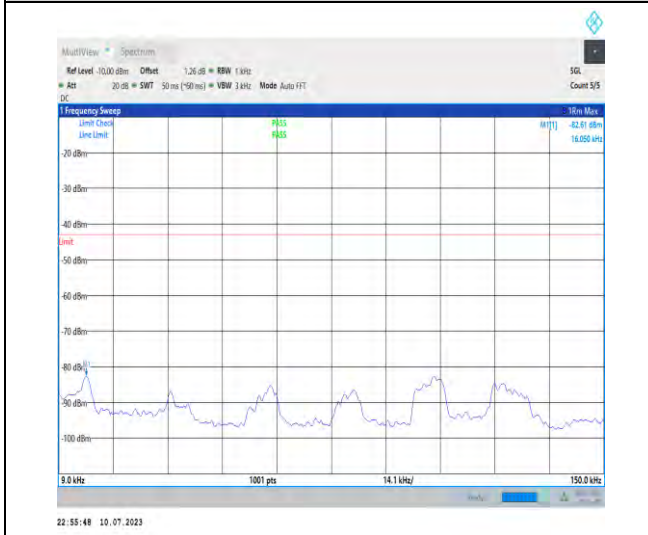 MultiView Spectrum
Ref Level -10.00 dBm Offset 1.26 dB RBW 1 kHz SGL
Att 20 dB SWT 50 ms (~60 ms) VBW 3 kHz Mode Auto FFT Count 5/5
DC
1 Frequency Sweep 1Rm Max
Limit Check PASS M1[1] -82.61 dBm
Line Limit PASS 16.050 kHz
-20 dBm
-30 dBm
-40 dBm
Limit
-50 dBm
-60 dBm
-70 dBm
-80 dBm
M1
-90 dBm
-100 dBm
9.0 kHz 1001 pts 14.1 kHz/ 150.0 kHz
22:55:48 10.07.2023